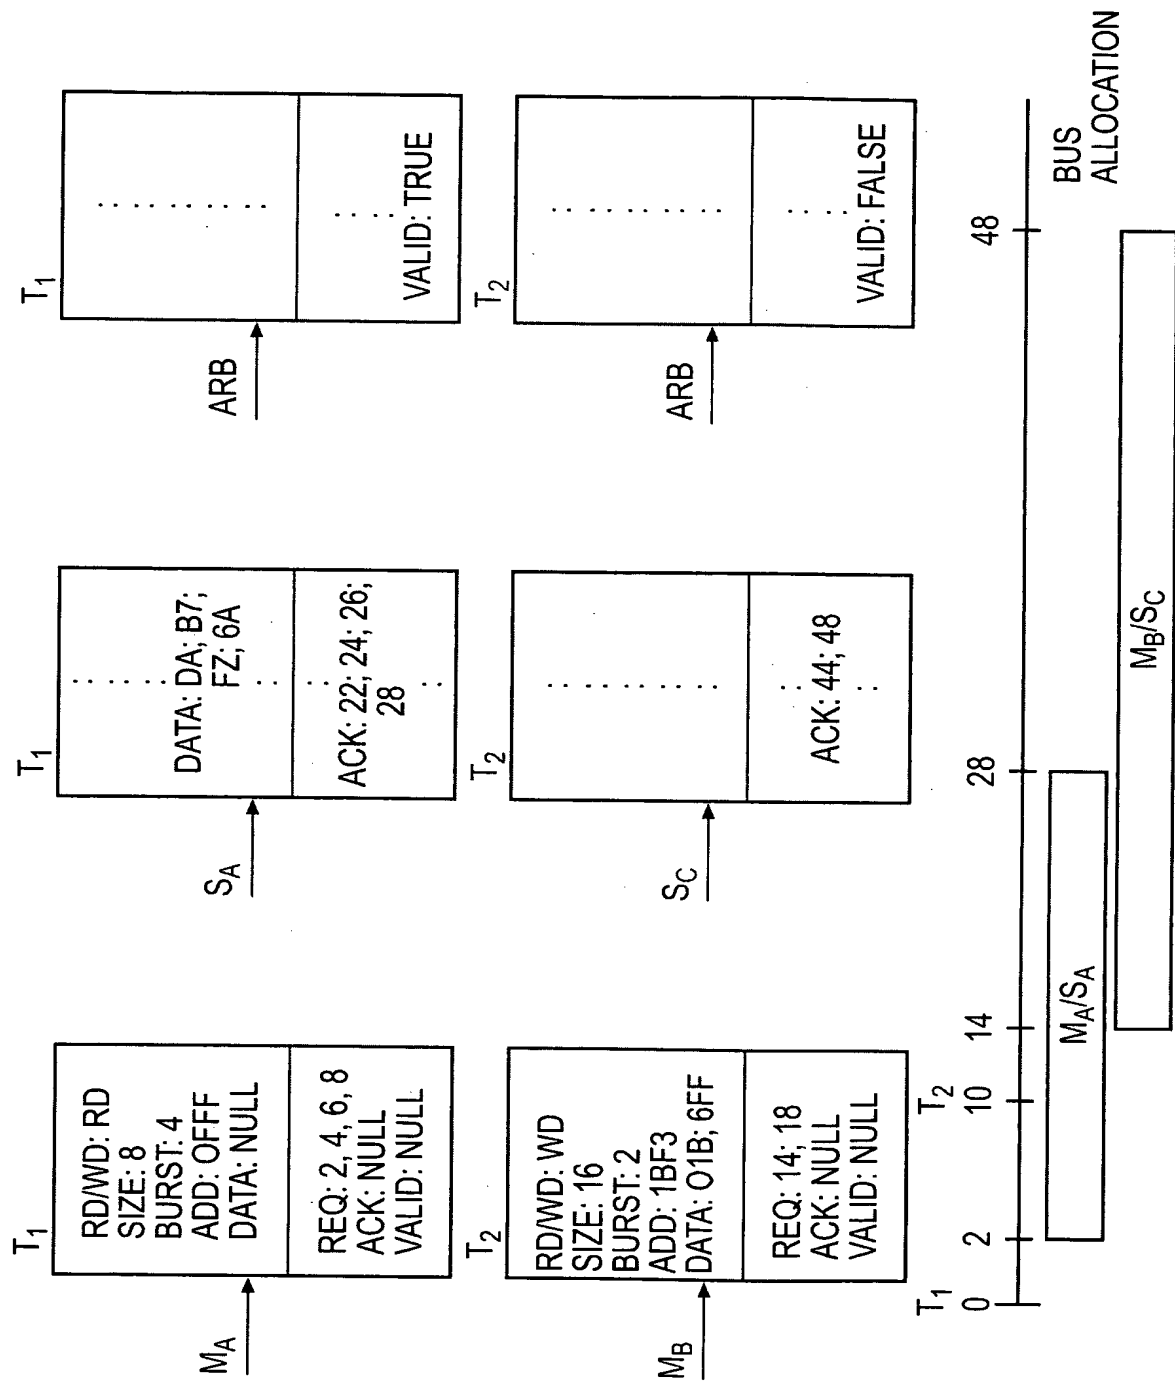 T1
MA
RD/WD: RD
SIZE: 8
BURST: 4
ADD: OFFF
DATA: NULL
REQ: 2, 4, 6, 8
ACK: NULL
VALID: NULL
T1
SA
DATA: DA; B7;
FZ; 6A
ACK: 22; 24; 26;
28
T1
ARB
VALID: TRUE
T2
MB
RD/WD: WD
SIZE: 16
BURST: 2
ADD: 1BF3
DATA: O1B; 6FF
REQ: 14; 18
ACK: NULL
VALID: NULL
T2
SC
ACK: 44; 48
T2
ARB
VALID: FALSE
T1
T2
0
2
10
14
28
48
BUS
ALLOCATION
MA/SA
MB/SC